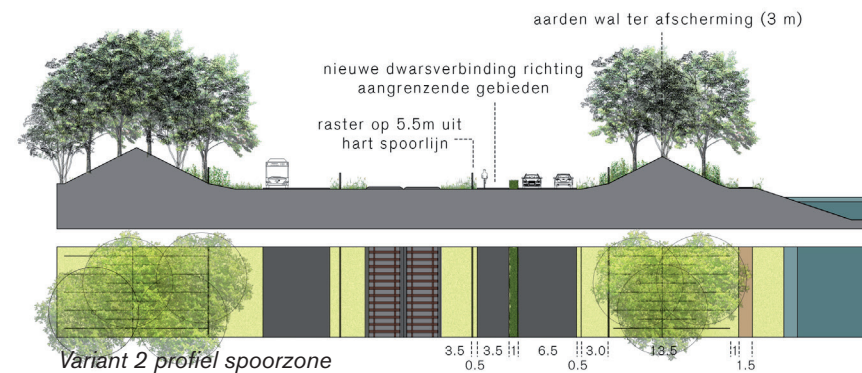 aarden wal ter afscherming (3 m)
nieuwe dwarsverbinding richting
aangrenzende gebieden
raster op 5.5m uit
hart spoorlijn
3.5 3.5 1 6.5 3.0 13.5 1
0.5 0.5 1.5
Variant 2 profiel spoorzone